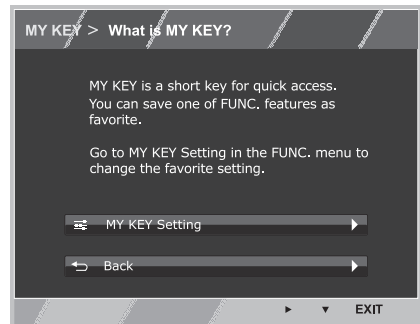 MY KEY > What is MY KEY?
MY KEY is a short key for quick access.
You can save one of FUNC. features as
favorite.
Go to MY KEY Setting in the FUNC. menu to
change the favorite setting.
MY KEY Setting
Back
EXIT